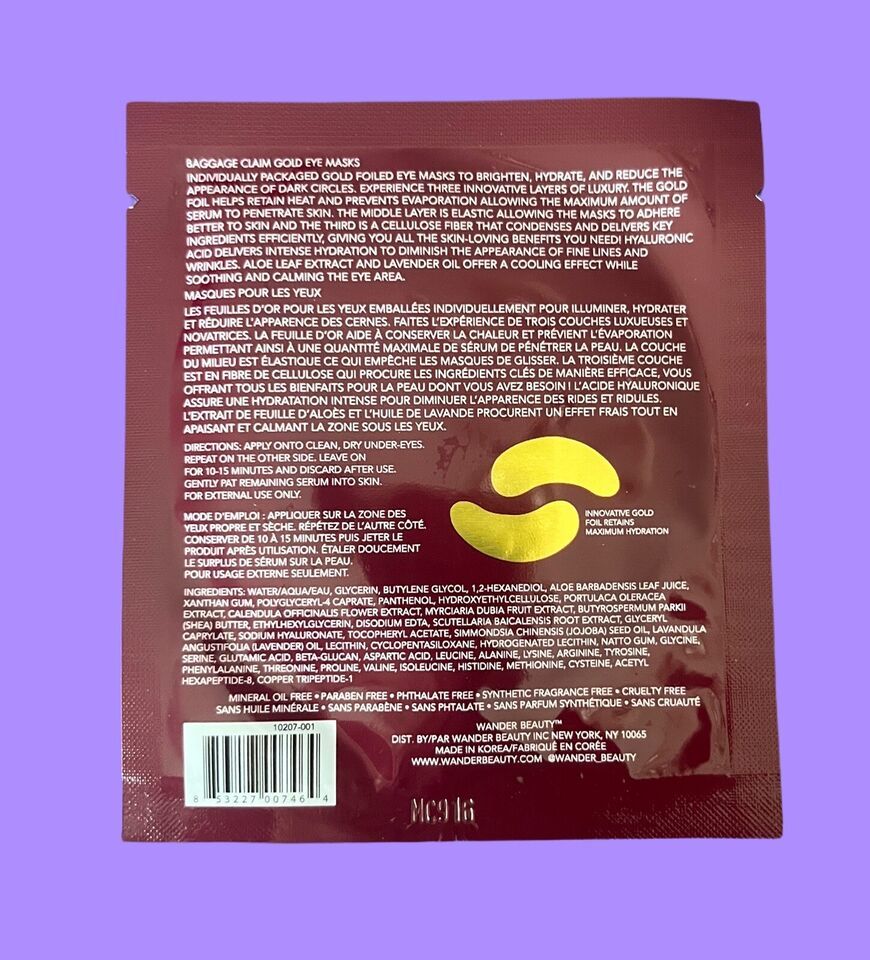 BAGGAGE CLAIM GOLD EYE MASKS
INDIVIDUALLY PACKAGED GOLD FOILED EYE MASKS TO BRIGHTEN, HYDRATE, AND REDUCE THE
APPEARANCE OF DARK CIRCLES. EXPERIENCE THREE INNOVATIVE LAYERS OF LUXURY. THE GOLD
FOIL HELPS RETAIN HEAT AND PREVENTS EVAPORATION ALLOWING THE MAXIMUM AMOUNT OF
SERUM TO PENETRATE SKIN. THE MIDDLE LAYER IS ELASTIC ALLOWING THE MASKS TO ADHERE
BETTER TO SKIN AND THE THIRD IS A CELLULOSE FIBER THAT CONDENSES AND DELIVERS KEY
INGREDIENTS EFFICIENTLY, GIVING YOU ALL THE SKIN-LOVING BENEFITS YOU NEED! HYALURONIC
ACID DELIVERS INTENSE HYDRATION TO DIMINISH THE APPEARANCE OF FINE LINES AND
WRINKLES. ALOE LEAF EXTRACT AND LAVENDER OIL OFFER A COOLING EFFECT WHILE
SOOTHING AND CALMING THE EYE AREA.
MASQUES POUR LES YEUX
LES FEUILLES D'OR POUR LES YEUX EMBALLÉES INDIVIDUELLEMENT POUR ILLUMINER, HYDRATER
ET RÉDUIRE L'APPARENCE DES CERNES. FAITES L'EXPÉRIENCE DE TROIS COUCHES LUXUEUSES ET
NOVATRICES. LA FEUILLE D'OR AIDE À CONSERVER LA CHALEUR ET PRÉVIENT L'ÉVAPORATION
PERMETTANT AINSI À UNE QUANTITÉ MAXIMALE DE SÉRUM DE PÉNÉTRER LA PEAU. LA COUCHE
DU MILIEU EST ÉLASTIQUE CE QUI EMPÊCHE LES MASQUES DE GLISSER. LA TROISIÈME COUCHE
EST EN FIBRE DE CELLULOSE QUI PROCURE LES INGRÉDIENTS CLÉS DE MANIÈRE EFFICACE, VOUS
OFFRANT TOUS LES BIENFAITS POUR LA PEAU DONT VOUS AVEZ BESOIN! L'ACIDE HYALURONIQUE
ASSURE UNE HYDRATATION INTENSE POUR DIMINUER L'APPARENCE DES RIDES ET RIDULES.
L'EXTRAIT DE FEUILLE D'ALOÈS ET L'HUILE DE LAVANDE PROCURENT UN EFFET FRAIS TOUT EN
APAISANT ET CALMANT LA ZONE SOUS LES YEUX.
DIRECTIONS: APPLY ONTO CLEAN, DRY UNDER-EYES.
REPEAT ON THE OTHER SIDE. LEAVE ON
FOR 10-15 MINUTES AND DISCARD AFTER USE.
GENTLY PAT REMAINING SERUM INTO SKIN.
FOR EXTERNAL USE ONLY.
MODE D'EMPLOI : APPLIQUER SUR LA ZONE DES
YEUX PROPRE ET SÈCHE. RÉPÉTEZ DE L'AUTRE CÔTÉ.
CONSERVER DE 10 À 15 MINUTES PUIS JETER LE
PRODUIT APRÈS UTILISATION. ÉTALER DOUCEMENT
LE SURPLUS DE SÉRUM SUR LA PEAU.
POUR USAGE EXTERNE SEULEMENT.
INNOVATIVE GOLD
FOIL RETAINS
MAXIMUM HYDRATION
INGREDIENTS: WATER/AQUA/EAU, GLYCERIN, BUTYLENE GLYCOL, 1,2-HEXANEDIOL, ALOE BARBADENSIS LEAF JUICE,
XANTHAN GUM, POLYGLYCERYL-4 CAPRATE, PANTHENOL, HYDROXYETHYLCELLULOSE, PORTULACA OLERACEA
EXTRACT, CALENDULA OFFICINALIS FLOWER EXTRACT, MYRCIARIA DUBIA FRUIT EXTRACT, BUTYROSPERMUM PARKII
(SHEA) BUTTER, ETHYLHEXYLGLYCERIN, DISODIUM EDTA, SCUTELLARIA BAICALENSIS ROOT EXTRACT, GLYCERYL
CAPRYLATE, SODIUM HYALURONATE, TOCOPHERYL ACETATE, SIMMONDSIA CHINENSIS (JOJOBA) SEED OIL, LAVANDULA
ANGUSTIFOLIA (LAVENDER) OIL, LECITHIN, CYCLOPENTASILOXANE, HYDROGENATED LECITHIN, NATTO GUM, GLYCINE,
SERINE, GLUTAMIC ACID, BETA-GLUCAN, ASPARTIC ACID, LEUCINE, ALANINE, LYSINE, ARGININE, TYROSINE,
PHENYLALANINE, THREONINE, PROLINE, VALINE, ISOLEUCINE, HISTIDINE, METHIONINE, CYSTEINE, ACETYL
HEXAPEPTIDE-8, COPPER TRIPEPTIDE-1
MINERAL OIL FREE • PARABEN FREE • PHTHALATE FREE • SYNTHETIC FRAGRANCE FREE • CRUELTY FREE
SANS HUILE MINÉRALE • SANS PARABÈNE • SANS PHTALATE • SANS PARFUM SYNTHÉTIQUE • SANS CRUAUTÉ
10207-001
8 53227 00746 4
WANDER BEAUTY™
DIST. BY/PAR WANDER BEAUTY INC NEW YORK, NY 10065
MADE IN KOREA/FABRIQUÉ EN CORÉE
WWW.WANDERBEAUTY.COM @WANDER_BEAUTY
MC916